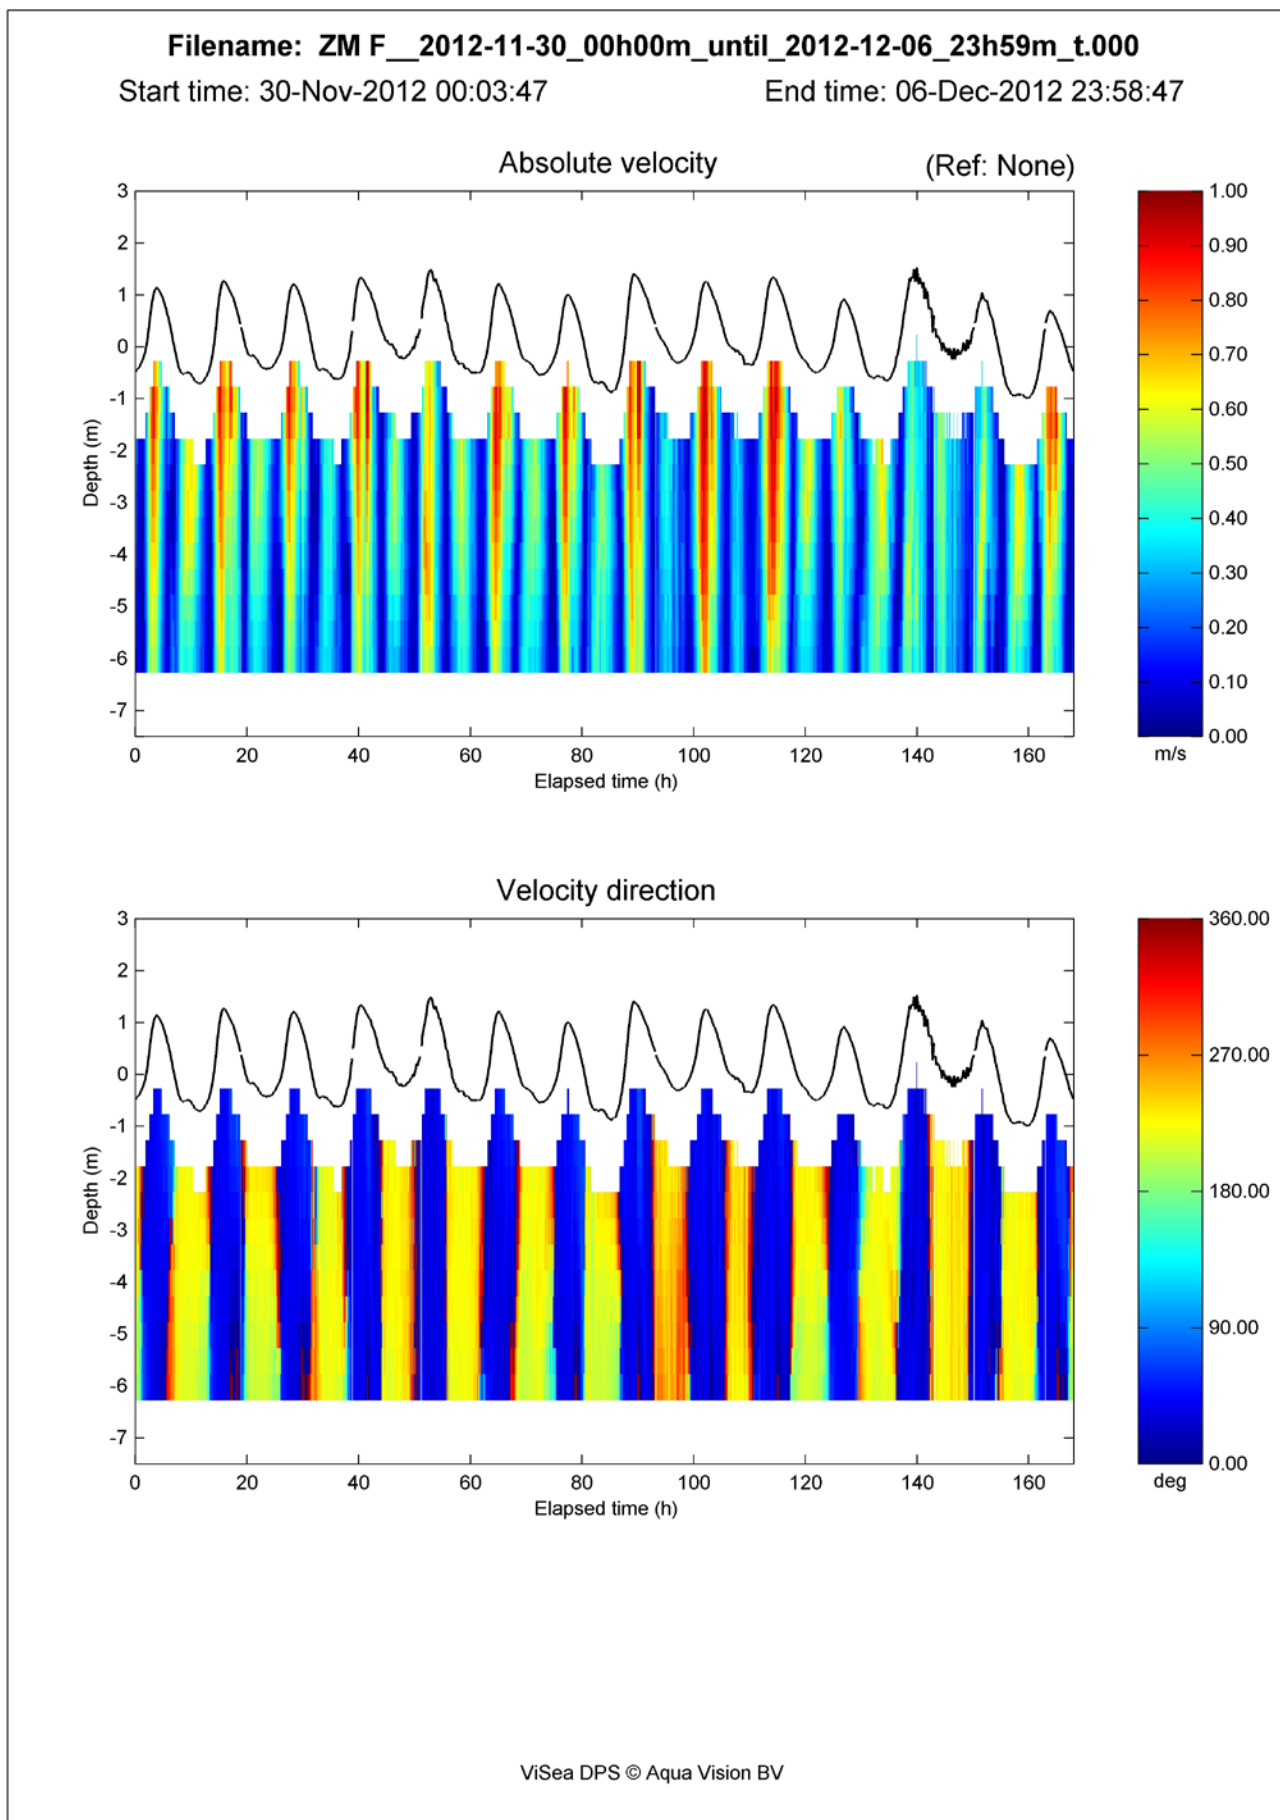 Filename: ZM F__2012-11-30_00h00m_until_2012-12-06_23h59m_t.000
Start time: 30-Nov-2012 00:03:47 End time: 06-Dec-2012 23:58:47
Absolute velocity (Ref: None)
3
2
1
0
-1
-2
-3
-4
-5
-6
-7
Depth (m)
0 20 40 60 80 100 120 140 160
Elapsed time (h)
1.00
0.90
0.80
0.70
0.60
0.50
0.40
0.30
0.20
0.10
0.00
m/s
Velocity direction
3
2
1
0
-1
-2
-3
-4
-5
-6
-7
Depth (m)
0 20 40 60 80 100 120 140 160
Elapsed time (h)
360.00
270.00
180.00
90.00
0.00
deg
ViSea DPS © Aqua Vision BV